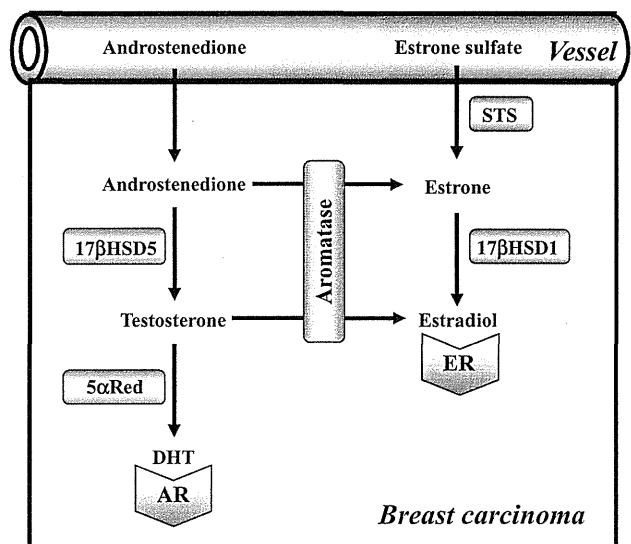 Androstenedione
Estrone sulfate
Vessel
STS
Androstenedione
Estrone
Aromatase
17βHSD5
17βHSD1
Testosterone
Estradiol
ER
5αRed
DHT
AR
Breast carcinoma